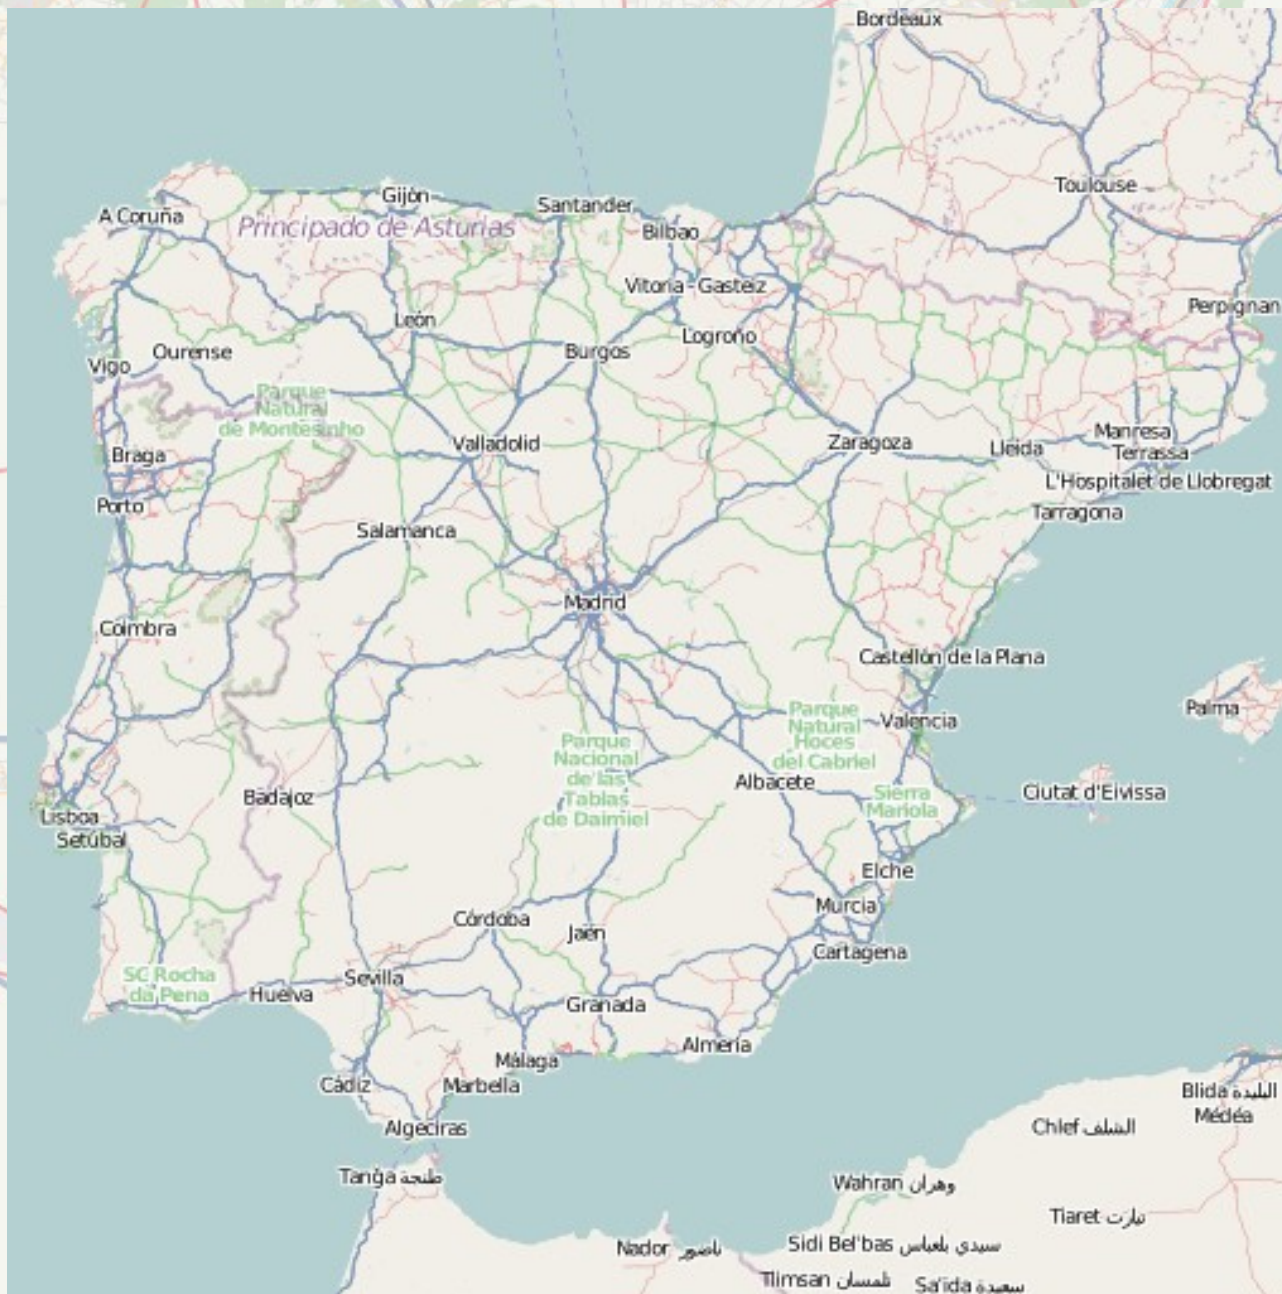 Bordeaux
Toulouse
Gijón
Santander
A Coruña
Principado de Asturias
Bilbao
Vitoria - Gasteiz
Perpignan
León
Logroño
Ourense
Burgos
Vigo
Parque
Natural
de Montesinho
Manresa
Valladolid
Zaragoza
Lleida
Terrassa
Braga
L'Hospitalet de Llobregat
Porto
Tarragona
Salamanca
Madrid
Coimbra
Castellón de la Plana
Palma
Parque
Natural
Hoces
del Cabriel
Valencia
Parque
Nacional
de las
Tablas
de Daimiel
Albacete
Ciutat d'Eivissa
Badajoz
Sierra
Mariola
Lisboa
Setúbal
Elche
Murcia
Córdoba
Jaén
Cartagena
SC Rocha
da Pena
Sevilla
Huelva
Granada
Almería
Málaga
Cádiz
Marbella
Blida البليدة
Médéa
Algeciras
Chlef الشلف
Tanġa طنجة
Wahran وهران
Tiaret تيارت
Nador ناضور
Sidi Bel'bas سيدي بلعباس
Tlimsan تلمسان
Sa'ida سعيدة